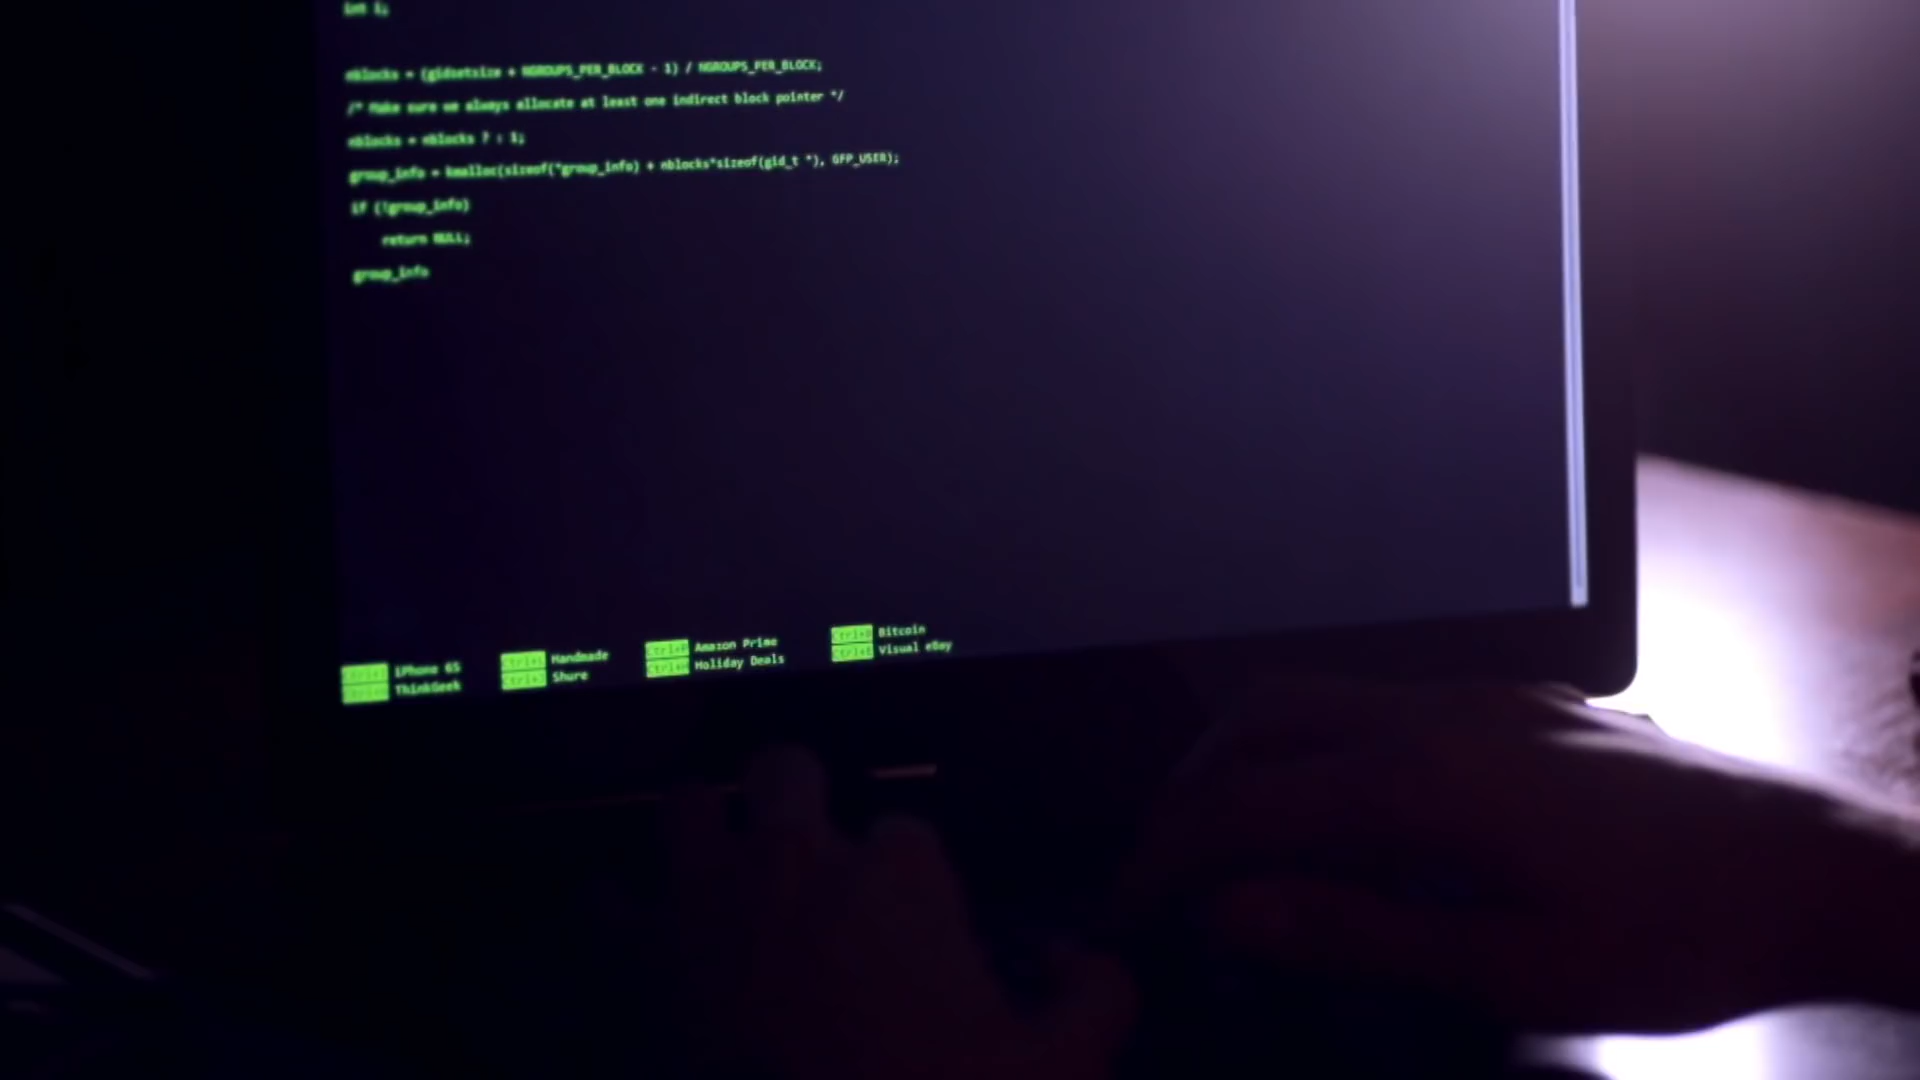 int i;
nblocks = (gidsetsize + NGROUPS_PER_BLOCK - 1) / NGROUPS_PER_BLOCK;
/* Make sure we always allocate at least one indirect block pointer */
nblocks = nblocks ? : 1;
group_info = kmalloc(sizeof(*group_info) + nblocks*sizeof(gid_t *), GFP_USER);
if (!group_info)
return NULL;
group_info
iPhone 6S Handmade Amazon Prime Bitcoin
ThinkGeek Shure Holiday Deals Visual eBay